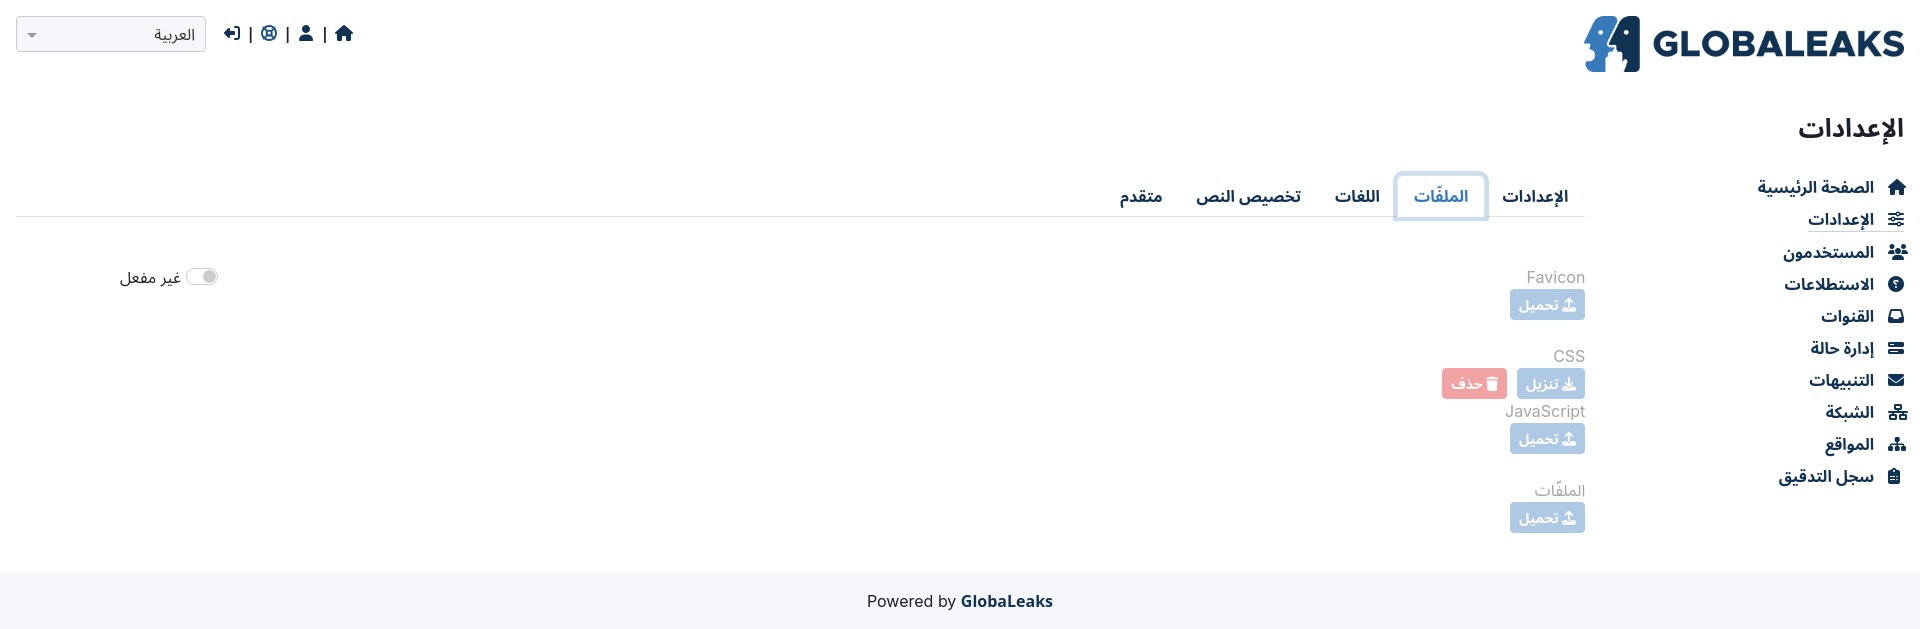 GLOBALEAKS
العربية
الإعدادات
الصفحة الرئيسية
الإعدادات
المستخدمون
الاستطلاعات
القنوات
إدارة حالة
التنبيهات
الشبكة
المواقع
سجل التدقيق
الإعدادات
الملفّات
اللغات
تخصيص النص
متقدم
غير مفعل
Favicon
تحميل
CSS
تنزيل
حذف
JavaScript
تحميل
الملفّات
تحميل
Powered by GlobaLeaks